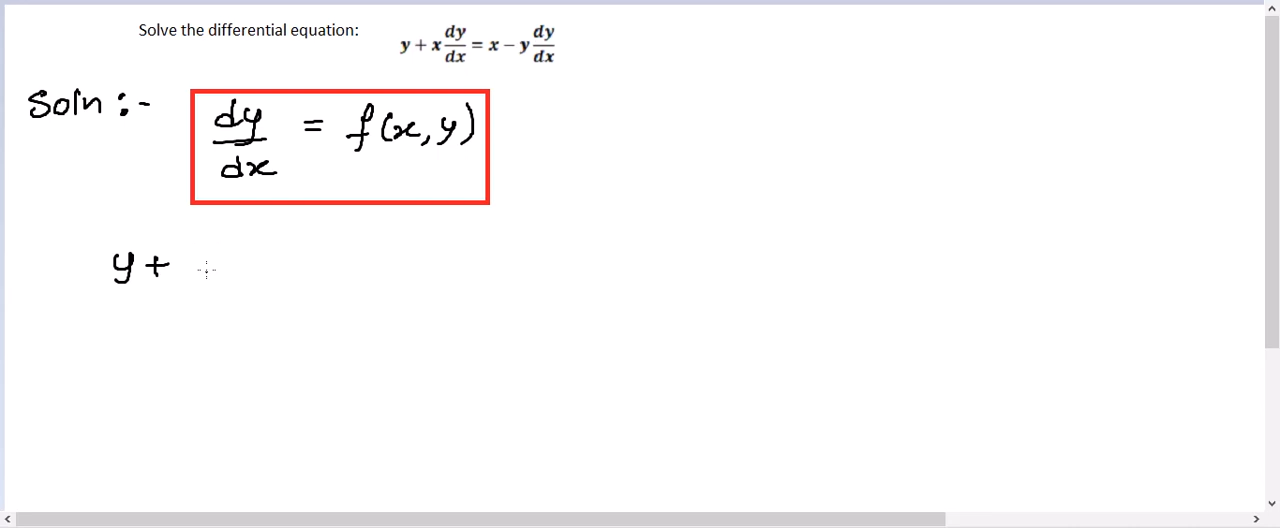 Solve the differential equation: y + x dy/dx = x − y dy/dx
Soln :- dy/dx = f(x, y)
y +